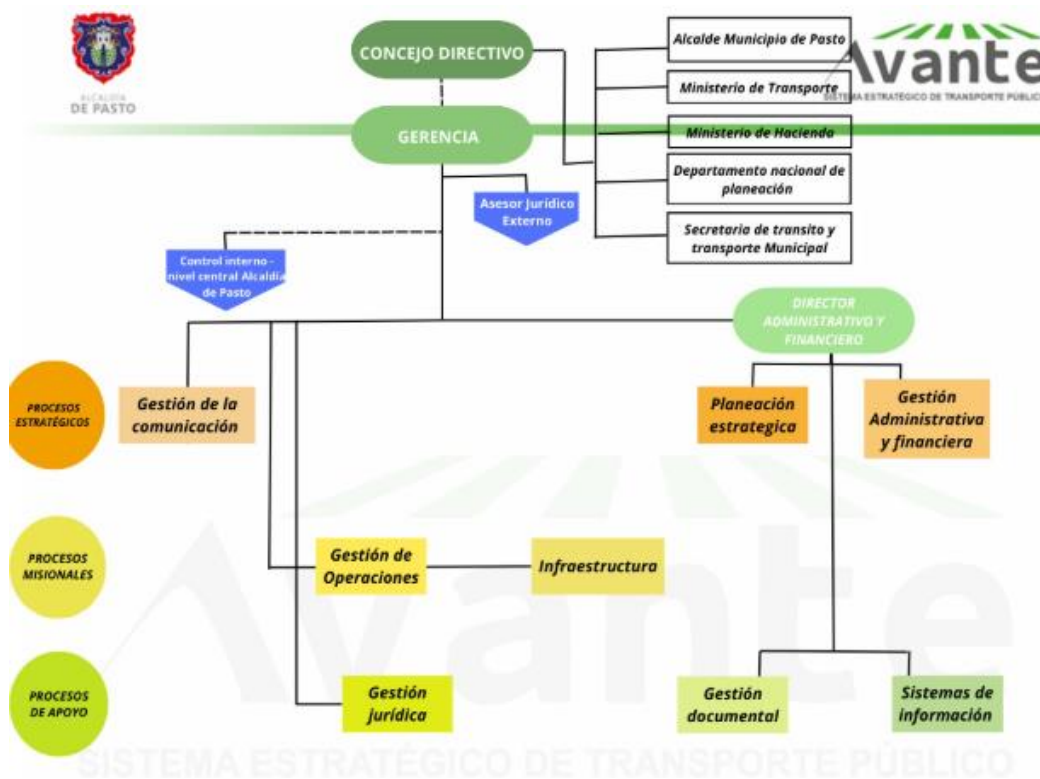 ALCALDÍA
DE PASTO
CONCEJO DIRECTIVO
Alcalde Municipio de Pasto
Avante
SISTEMA ESTRATÉGICO DE TRANSPORTE PÚBLICO
Ministerio de Transporte
GERENCIA
Ministerio de Hacienda
Departamento nacional de
planeación
Asesor Jurídico
Externo
Secretaria de transito y
transporte Municipal
Control interno -
nivel central Alcaldía
de Pasto
DIRECTOR
ADMINISTRATIVO Y
FINANCIERO
PROCESOS
ESTRATÉGICOS
Gestión de la
comunicación
Planeación
estrategica
Gestión
Administrativa
y financiera
PROCESOS
MISIONALES
Gestión de
Operaciones
Infraestructura
Avante
PROCESOS
DE APOYO
Gestión
jurídica
Gestión
documental
Sistemas de
información
SISTEMA ESTRATÉGICO DE TRANSPORTE PÚBLICO